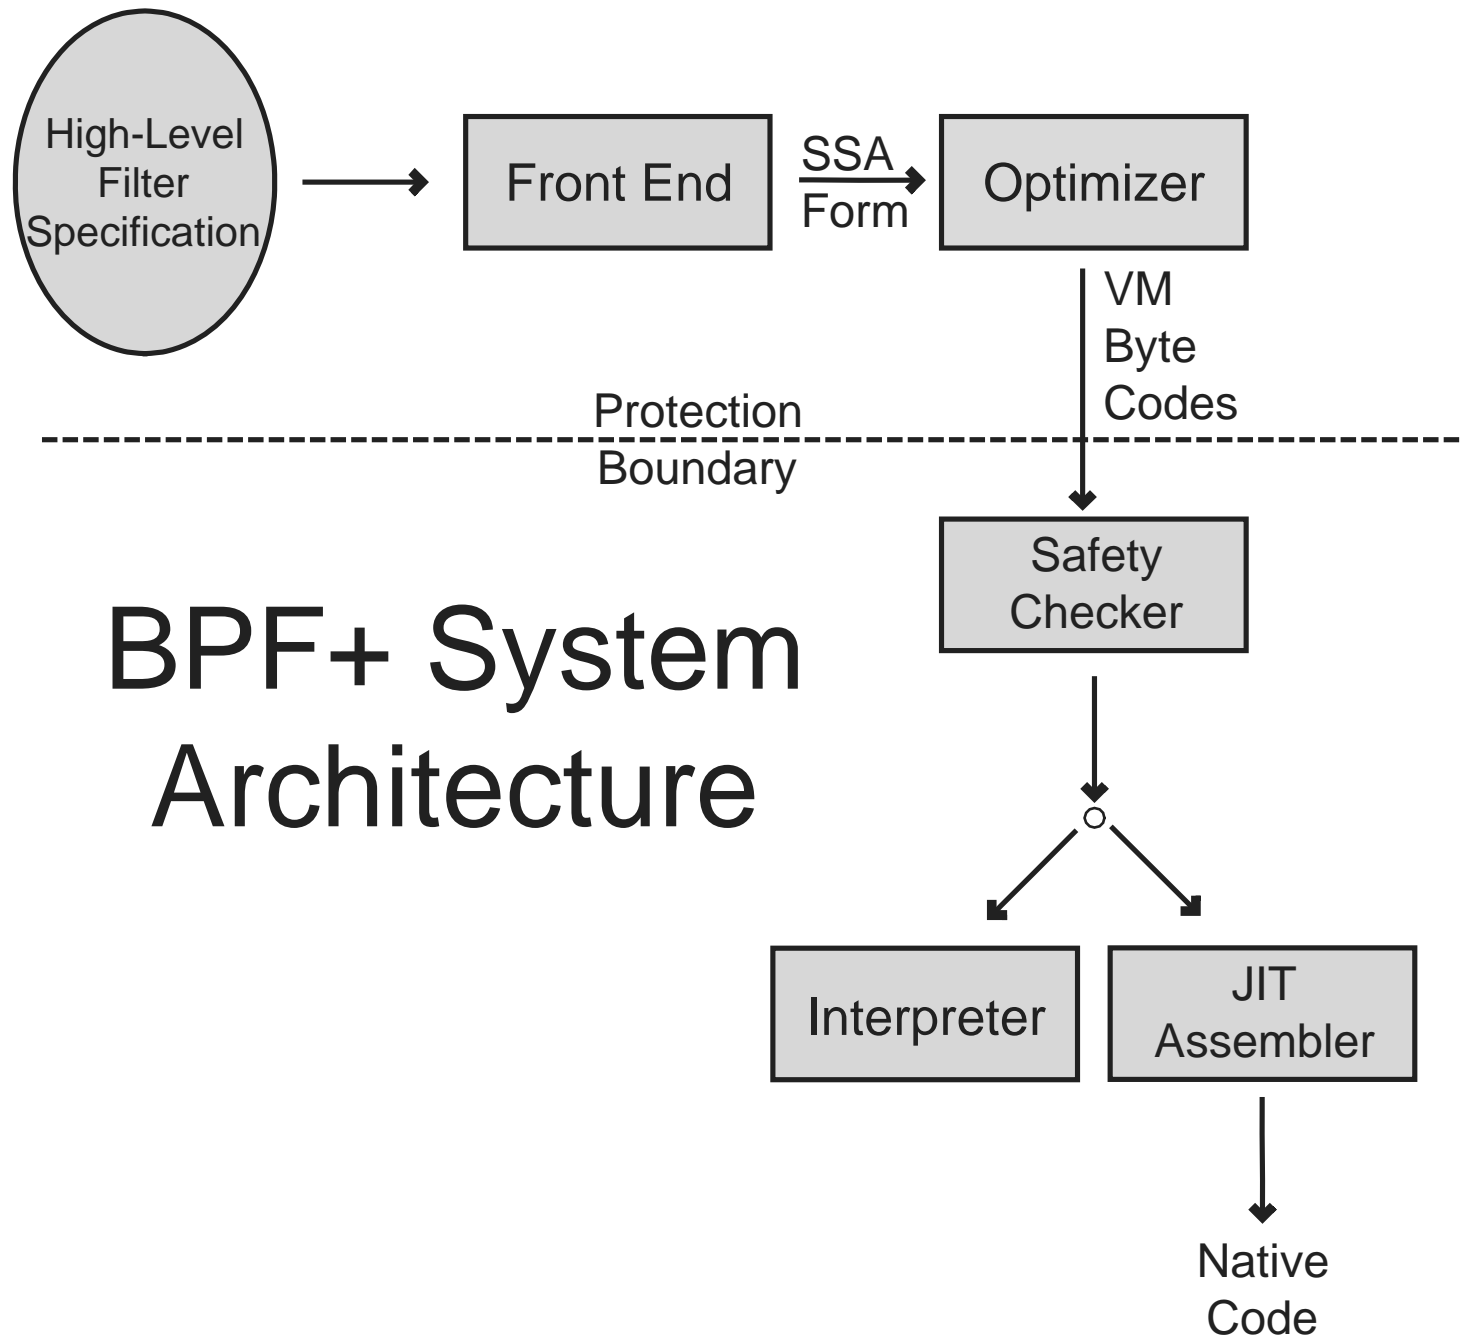 High-Level
Filter
Specification
Front End
SSA
Form
Optimizer
VM
Byte
Codes
Protection
Boundary
Safety
Checker
BPF+ System
Architecture
Interpreter
JIT
Assembler
Native
Code